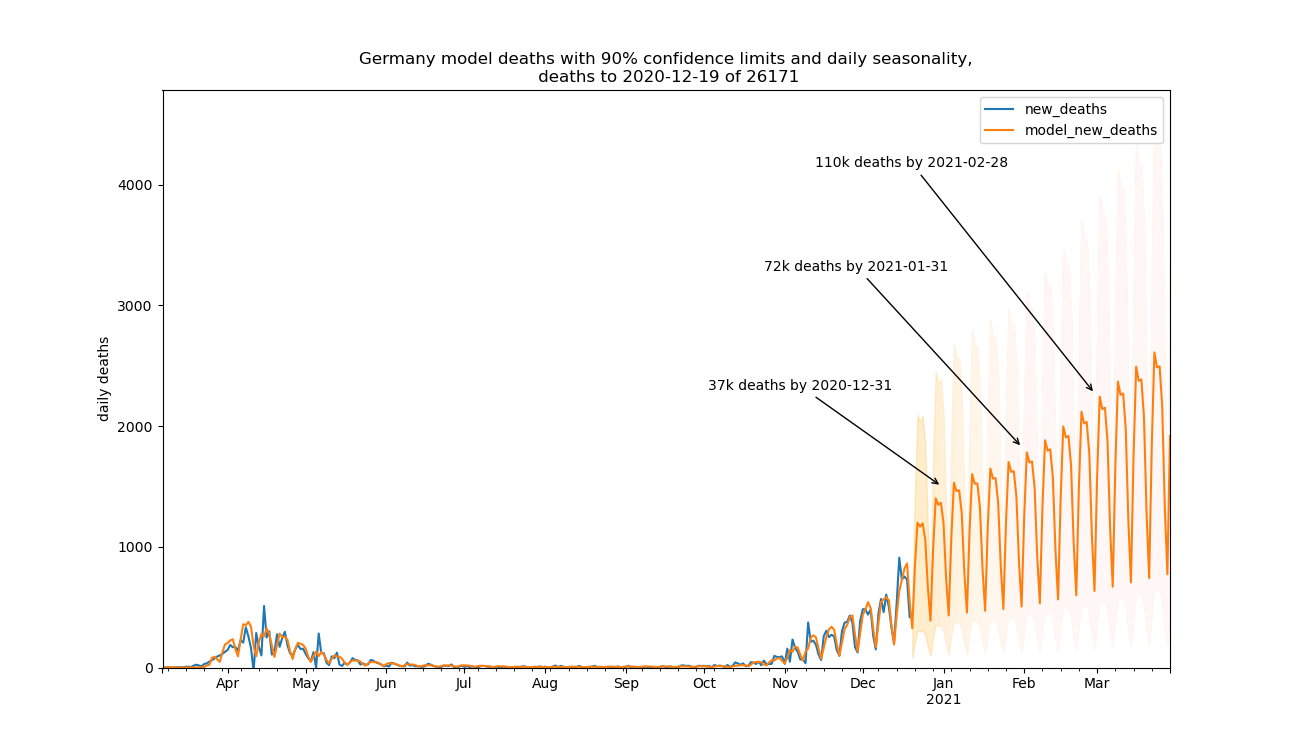 Germany model deaths with 90% confidence limits and daily seasonality,
deaths to 2020-12-19 of 26171
new_deaths
model_new_deaths
110k deaths by 2021-02-28
72k deaths by 2021-01-31
37k deaths by 2020-12-31
daily deaths
4000
3000
2000
1000
0
Apr May Jun Jul Aug Sep Oct Nov Dec Jan Feb Mar
2021